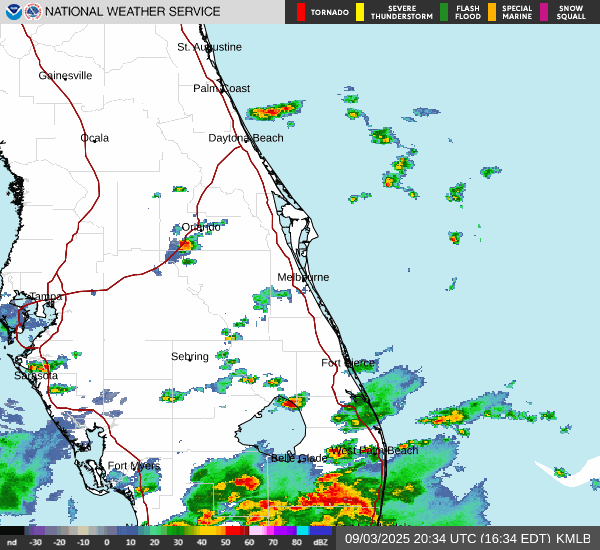 NATIONAL WEATHER SERVICE
TORNADO
SEVERE THUNDERSTORM
FLASH FLOOD
SPECIAL MARINE
SNOW SQUALL
St. Augustine
Gainesville
Palm Coast
Ocala
Daytona Beach
Orlando
Melbourne
Tampa
Sebring
Fort Pierce
Sarasota
West Palm Beach
Belle Glade
Fort Myers
nd -30 -20 -10 0 10 20 30 40 50 60 70 80 dBZ
09/03/2025 20:34 UTC (16:34 EDT) KMLB